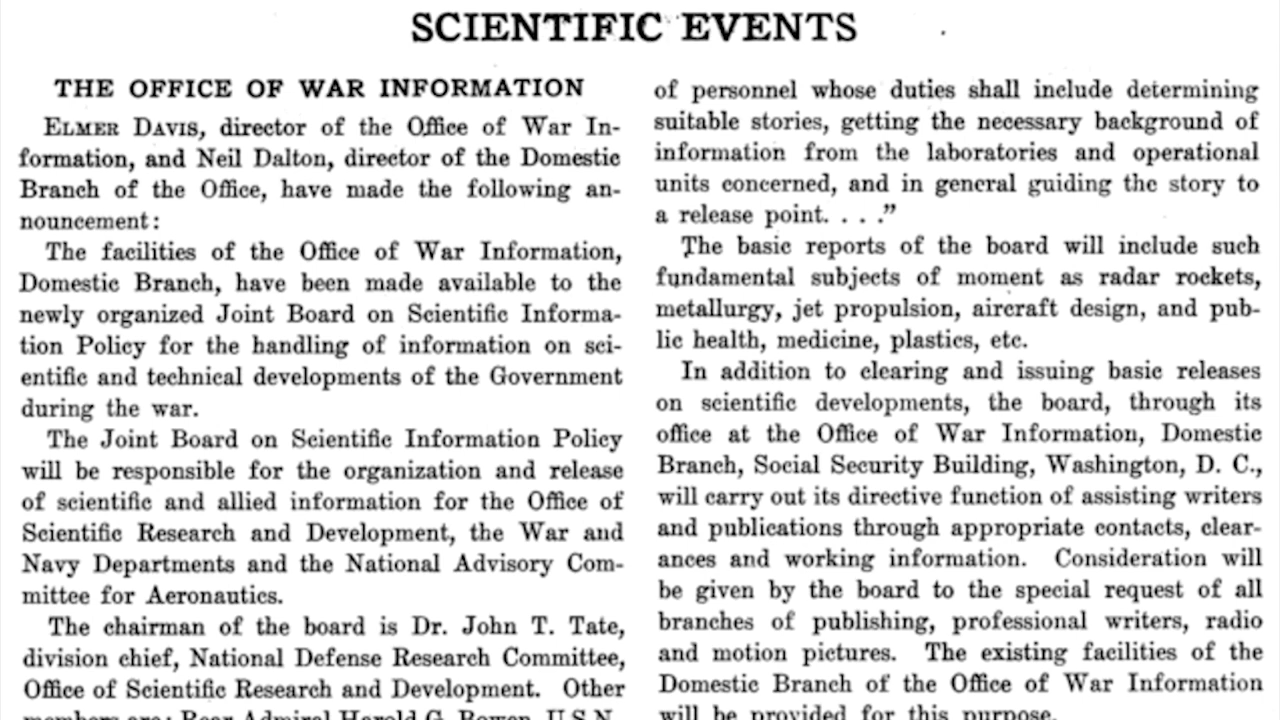 SCIENTIFIC EVENTS
THE OFFICE OF WAR INFORMATION
ELMER DAVIS, director of the Office of War In-
formation, and Neil Dalton, director of the Domestic
Branch of the Office, have made the following an-
nouncement:
The facilities of the Office of War Information,
Domestic Branch, have been made available to the
newly organized Joint Board on Scientific Informa-
tion Policy for the handling of information on sci-
entific and technical developments of the Government
during the war.
The Joint Board on Scientific Information Policy
will be responsible for the organization and release
of scientific and allied information for the Office of
Scientific Research and Development, the War and
Navy Departments and the National Advisory Com-
mittee for Aeronautics.
The chairman of the board is Dr. John T. Tate,
division chief, National Defense Research Committee,
Office of Scientific Research and Development. Other
members are: Rear Admiral Harold G. Bowen, U.S.N.
of personnel whose duties shall include determining
suitable stories, getting the necessary background of
information from the laboratories and operational
units concerned, and in general guiding the story to
a release point. . . ."
The basic reports of the board will include such
fundamental subjects of moment as radar rockets,
metallurgy, jet propulsion, aircraft design, and pub-
lic health, medicine, plastics, etc.
In addition to clearing and issuing basic releases
on scientific developments, the board, through its
office at the Office of War Information, Domestic
Branch, Social Security Building, Washington, D. C.,
will carry out its directive function of assisting writers
and publications through appropriate contacts, clear-
ances and working information. Consideration will
be given by the board to the special request of all
branches of publishing, professional writers, radio
and motion pictures. The existing facilities of the
Domestic Branch of the Office of War Information
will be provided for this purpose.